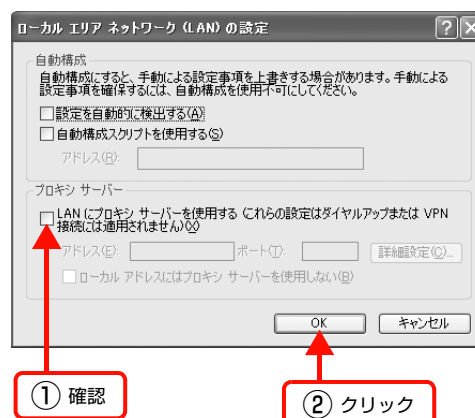 ローカル エリア ネットワーク (LAN) の設定
自動構成
自動構成にすると、手動による設定事項を上書きする場合があります。手動による
設定事項を確保するには、自動構成を使用不可にしてください。
設定を自動的に検出する(A)
自動構成スクリプトを使用する(S)
アドレス(R):
プロキシ サーバー
LAN にプロキシ サーバーを使用する (これらの設定はダイヤルアップまたは VPN
接続には適用されません)(X)
アドレス(E):
ポート(T):
詳細設定(C)...
ローカル アドレスにはプロキシ サーバーを使用しない(B)
OK
キャンセル
① 確認
② クリック